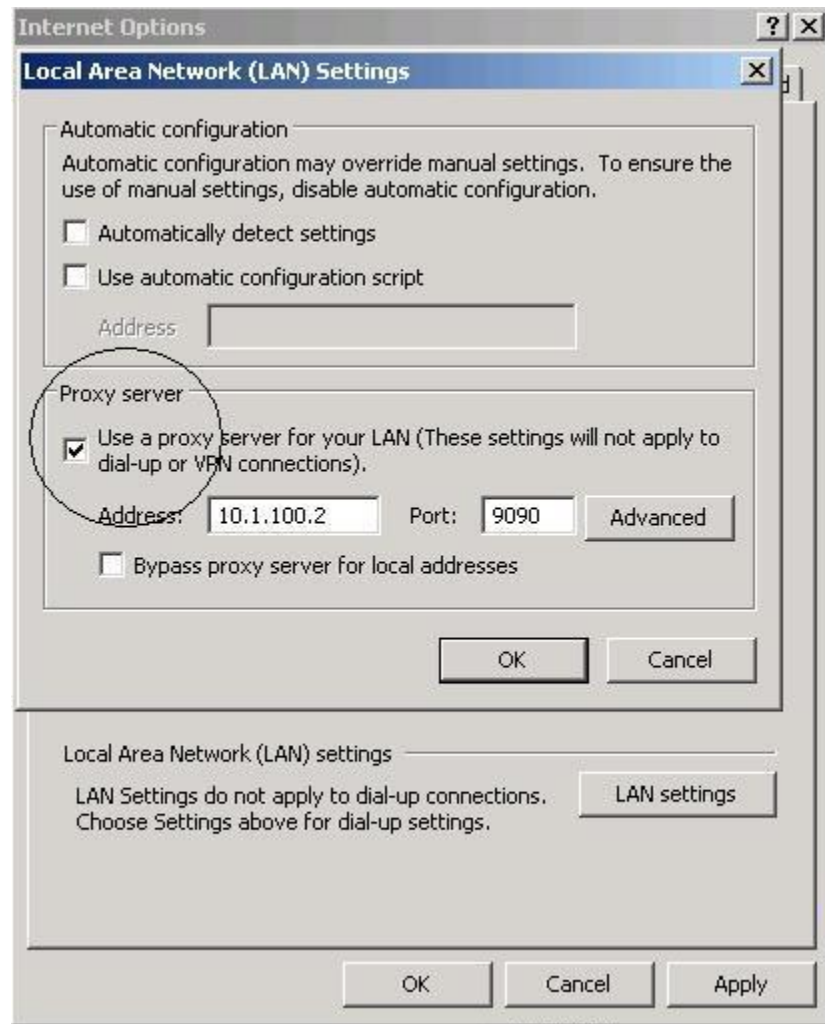 Internet Options
Local Area Network (LAN) Settings
Automatic configuration
Automatic configuration may override manual settings. To ensure the
use of manual settings, disable automatic configuration.
Automatically detect settings
Use automatic configuration script
Address
Proxy server
Use a proxy server for your LAN (These settings will not apply to
dial-up or VPN connections).
Address: 10.1.100.2 Port: 9090 Advanced
Bypass proxy server for local addresses
OK Cancel
Local Area Network (LAN) settings
LAN Settings do not apply to dial-up connections. LAN settings
Choose Settings above for dial-up settings.
OK Cancel Apply